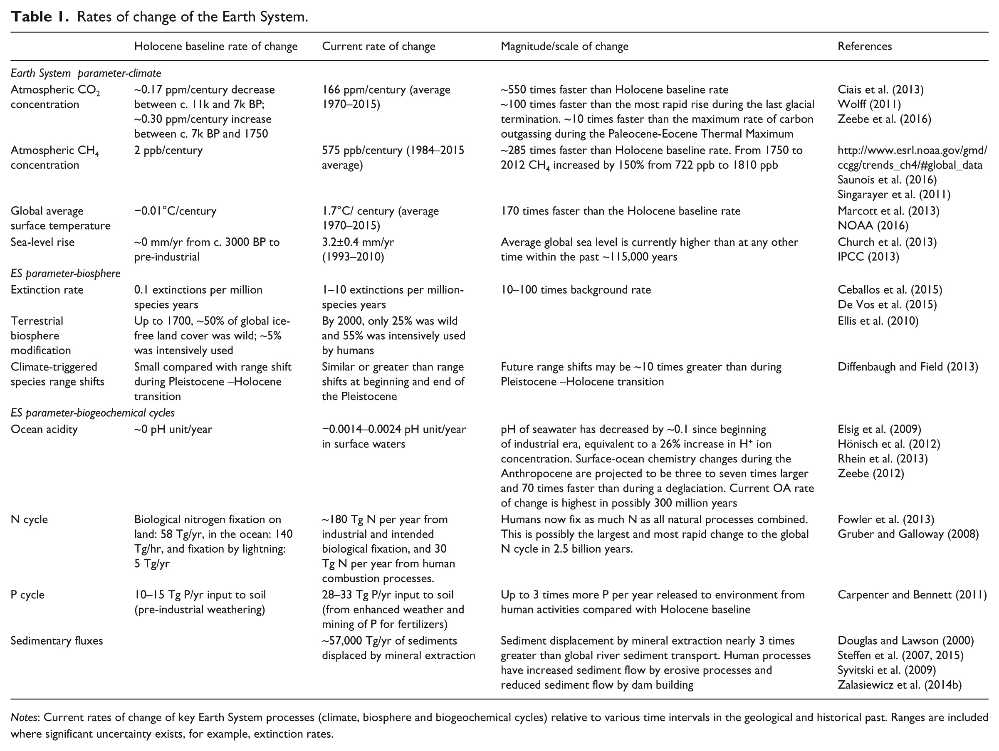 Table 1. Rates of change of the Earth System.
Holocene baseline rate of change Current rate of change Magnitude/scale of change References
Earth System parameter-climate
Atmospheric CO2 ~0.17 ppm/century decrease 166 ppm/century (average ~550 times faster than Holocene baseline rate Ciais et al. (2013)
concentration between c. 11k and 7k BP; 1970–2015) ~100 times faster than the most rapid rise during the last glacial Wolff (2011)
~0.30 ppm/century increase termination. ~10 times faster than the maximum rate of carbon Zeebe et al. (2016)
between c. 7k BP and 1750 outgassing during the Paleocene-Eocene Thermal Maximum
Atmospheric CH4 2 ppb/century 575 ppb/century (1984–2015 ~285 times faster than Holocene baseline rate. From 1750 to http://www.esrl.noaa.gov/gmd/
concentration average) 2012 CH4 increased by 150% from 722 ppb to 1810 ppb ccgg/trends_ch4/#global_data
Saunois et al. (2016)
Singarayer et al. (2011)
Global average −0.01°C/century 1.7°C/ century (average 170 times faster than the Holocene baseline rate Marcott et al. (2013)
surface temperature 1970–2015) NOAA (2016)
Sea-level rise ~0 mm/yr from c. 3000 BP to 3.2±0.4 mm/yr Average global sea level is currently higher than at any other Church et al. (2013)
pre-industrial (1993–2010) time within the past ~115,000 years IPCC (2013)
ES parameter-biosphere
Extinction rate 0.1 extinctions per million 1–10 extinctions per million- 10–100 times background rate Ceballos et al. (2015)
species years species years De Vos et al. (2015)
Terrestrial Up to 1700, ~50% of global ice- By 2000, only 25% was wild Ellis et al. (2010)
biosphere free land cover was wild; ~5% and 55% was intensively used
modification was intensively used by humans
Climate-triggered Small compared with range shift Similar or greater than range Future range shifts may be ~10 times greater than during Diffenbaugh and Field (2013)
species range shifts during Pleistocene –Holocene shifts at beginning and end of Pleistocene –Holocene transition
transition the Pleistocene
ES parameter-biogeochemical cycles
Ocean acidity ~0 pH unit/year −0.0014–0.0024 pH unit/year pH of seawater has decreased by ~0.1 since beginning Elsig et al. (2009)
in surface waters of industrial era, equivalent to a 26% increase in H+ ion Hönisch et al. (2012)
concentration. Surface-ocean chemistry changes during the Rhein et al. (2013)
Anthropocene are projected to be three to seven times larger Zeebe (2012)
and 70 times faster than during a deglaciation. Current OA rate
of change is highest in possibly 300 million years
N cycle Biological nitrogen fixation on ~180 Tg N per year from Humans now fix as much N as all natural processes combined. Fowler et al. (2013)
land: 58 Tg/yr, in the ocean: 140 industrial and intended This is possibly the largest and most rapid change to the global Gruber and Galloway (2008)
Tg/hr, and fixation by lightning: biological fixation, and 30 N cycle in 2.5 billion years.
5 Tg/yr Tg N per year from human
combustion processes.
P cycle 10–15 Tg P/yr input to soil 28–33 Tg P/yr input to soil Up to 3 times more P per year released to environment from Carpenter and Bennett (2011)
(pre-industrial weathering) (from enhanced weather and human activities compared with Holocene baseline
mining of P for fertilizers)
Sedimentary fluxes ~57,000 Tg/yr of sediments Sediment displacement by mineral extraction nearly 3 times Douglas and Lawson (2000)
displaced by mineral extraction greater than global river sediment transport. Human processes Steffen et al. (2007, 2015)
have increased sediment flow by erosive processes and Syvitski et al. (2009)
reduced sediment flow by dam building Zalasiewicz et al. (2014b)
Notes: Current rates of change of key Earth System processes (climate, biosphere and biogeochemical cycles) relative to various time intervals in the geological and historical past. Ranges are included
where significant uncertainty exists, for example, extinction rates.